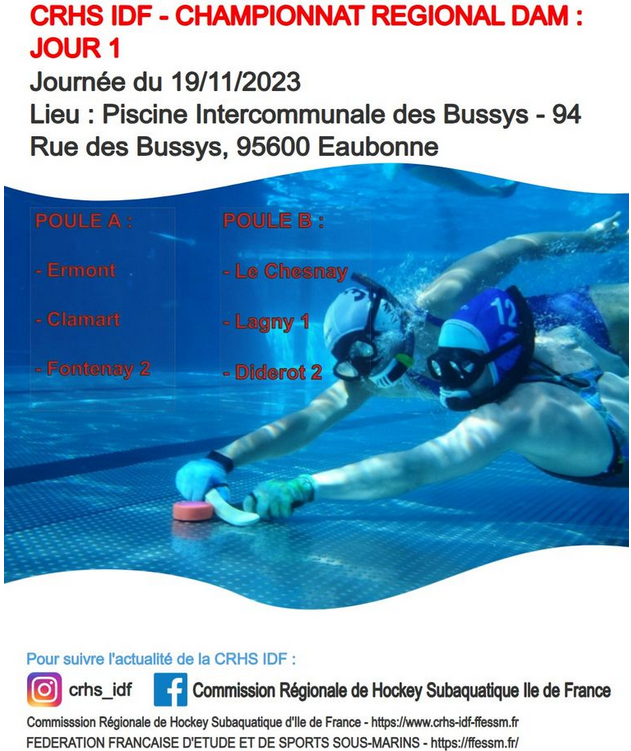 CRHS IDF - CHAMPIONNAT REGIONAL DAM :
JOUR 1
Journée du 19/11/2023
Lieu : Piscine Intercommunale des Bussys - 94
Rue des Bussys, 95600 Eaubonne
POULE A :
- Ermont
- Clamart
- Fontenay 2
POULE B :
- Le Chesnay
- Lagny 1
- Diderot 2
12
Pour suivre l'actualité de la CRHS IDF :
crhs_idf
Commission Régionale de Hockey Subaquatique Ile de France
Commisssion Régionale de Hockey Subaquatique d'Ile de France - https://www.crhs-idf-ffessm.fr
FEDERATION FRANCAISE D'ETUDE ET DE SPORTS SOUS-MARINS - https://ffessm.fr/